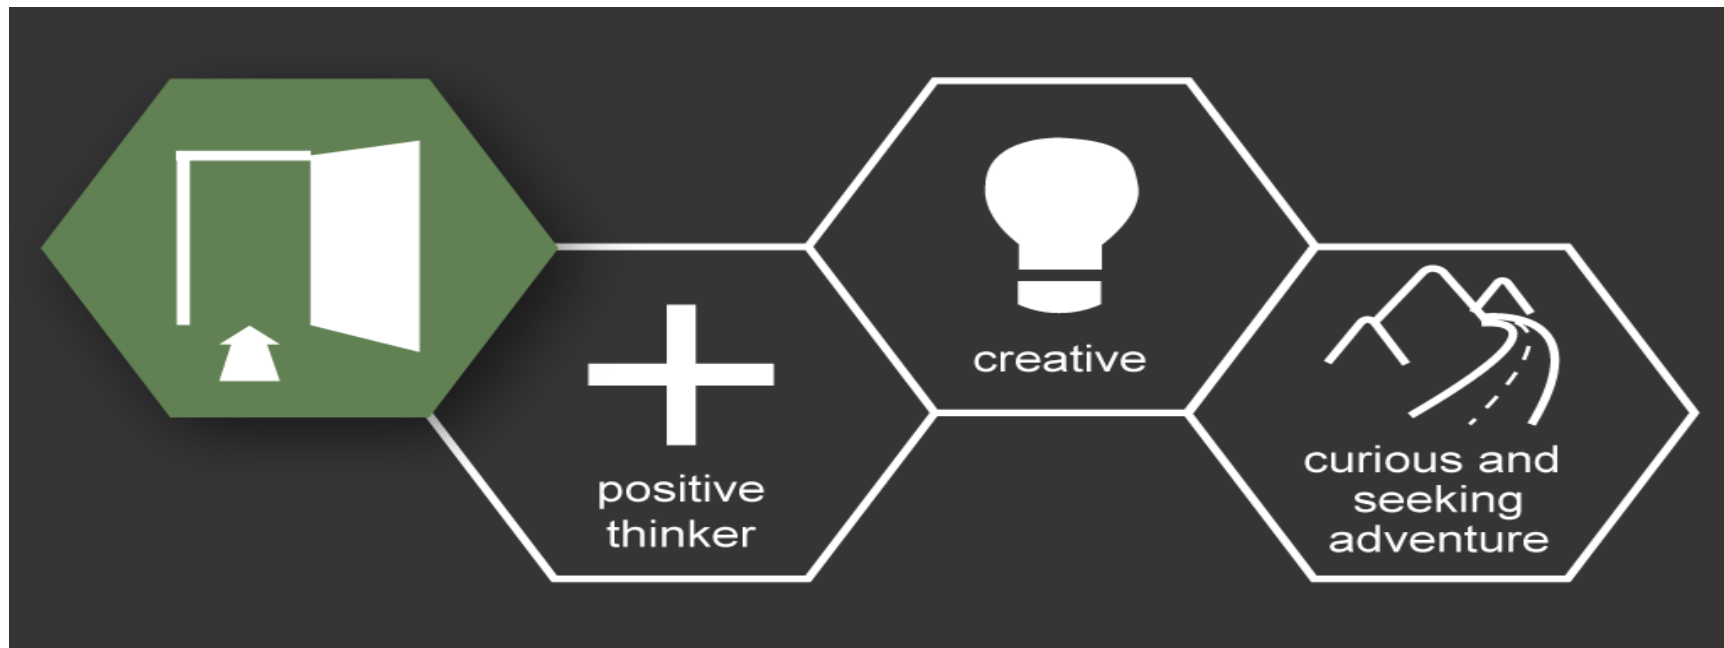 positive
thinker
creative
curious and
seeking
adventure